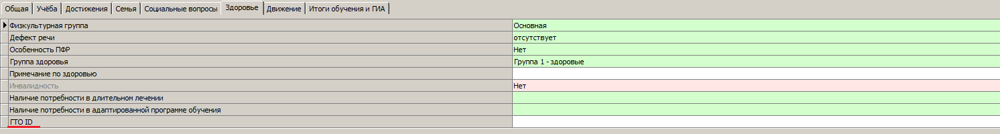 Общая Учёба Достижения Семья Социальные вопросы Здоровье Движение Итоги обучения и ГИА
Физкультурная группа Основная
Дефект речи отсутствует
Особенность ПФР Нет
Группа здоровья Группа 1 - здоровые
Примечание по здоровью
Инвалидность Нет
Наличие потребности в длительном лечении
Наличие потребности в адаптированной программе обучения
ГТО ID